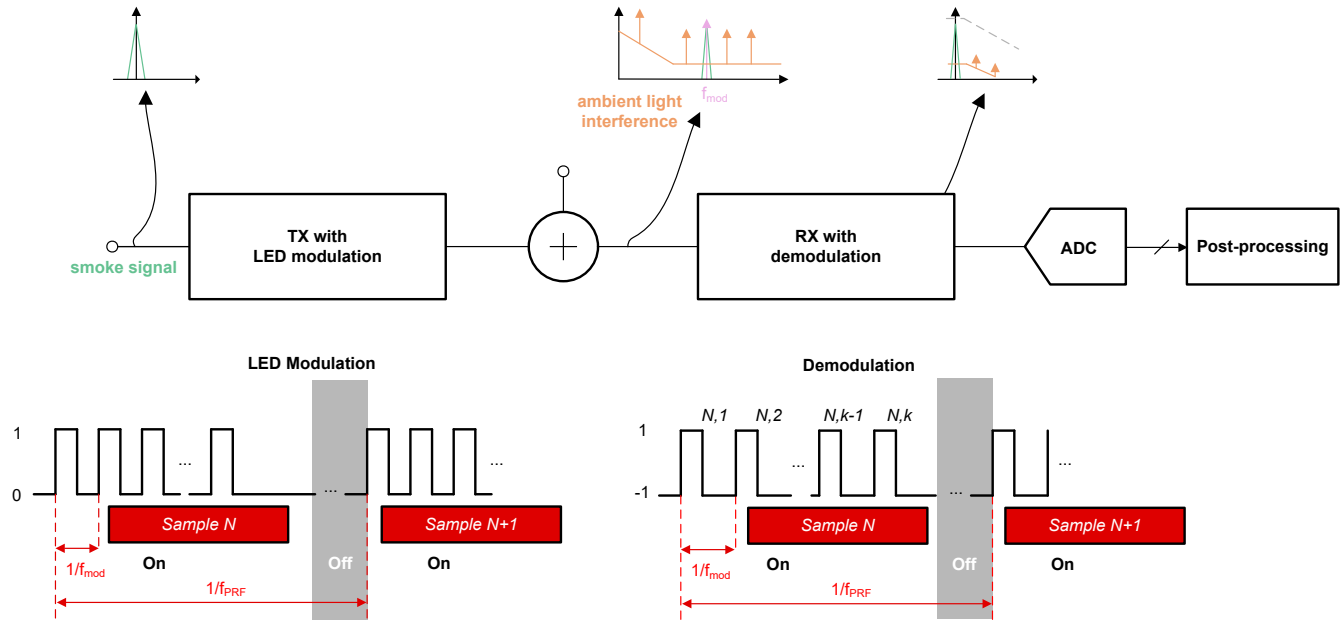 ambient light
interference
fmod
smoke signal
TX with
LED modulation
RX with
demodulation
ADC
Post-processing
LED Modulation
1
0
...
...
...
Sample N
Sample N+1
On
Off
On
1/fmod
1/fPRF
Demodulation
N,1
N,2
N,k-1
N,k
1
-1
...
...
...
Sample N
Sample N+1
On
Off
On
1/fmod
1/fPRF